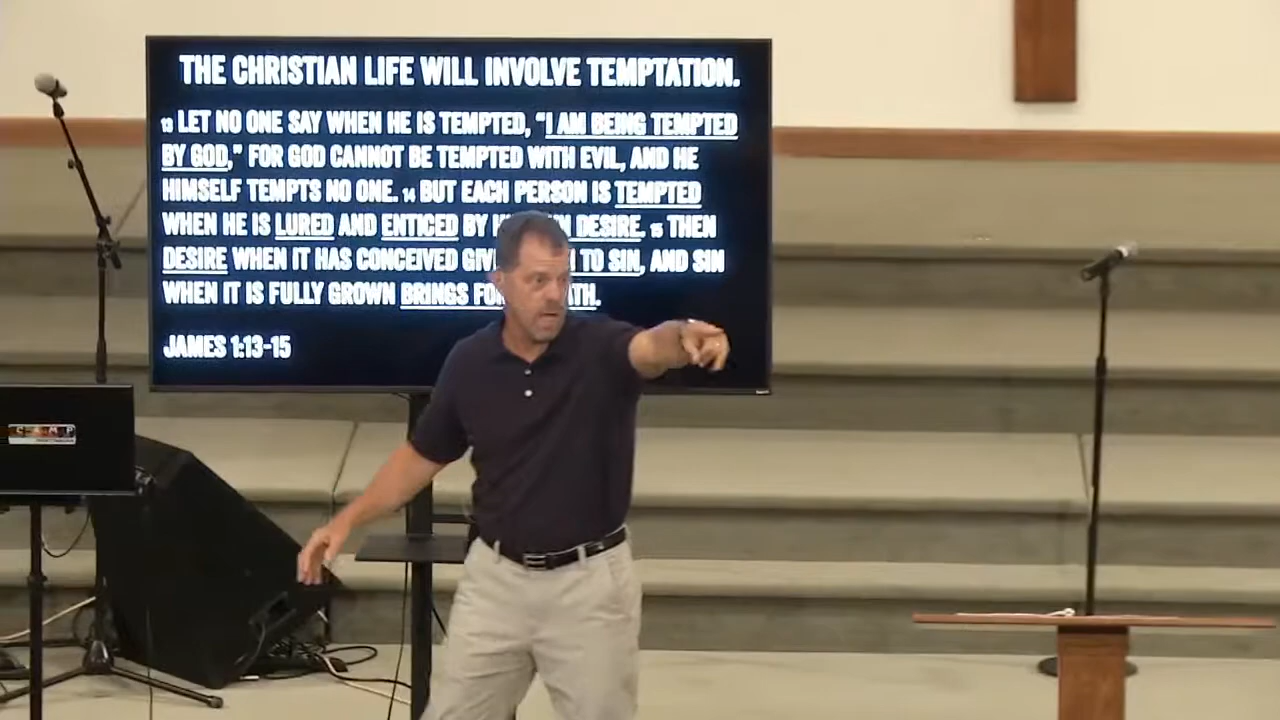 THE CHRISTIAN LIFE WILL INVOLVE TEMPTATION.
13 LET NO ONE SAY WHEN HE IS TEMPTED, “I AM BEING TEMPTED
BY GOD,” FOR GOD CANNOT BE TEMPTED WITH EVIL, AND HE
HIMSELF TEMPTS NO ONE. 14 BUT EACH PERSON IS TEMPTED
WHEN HE IS LURED AND ENTICED BY DESIRE. 15 THEN
DESIRE WHEN IT HAS CONCEIVED TO SIN, AND SIN
WHEN IT IS FULLY GROWN BRINGS
JAMES 1:13-15
CAMP